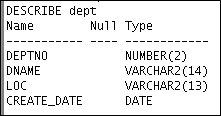 DESCRIBE dept
Name Null Type
----------- ---- -------------
DEPTNO NUMBER(2)
DNAME VARCHAR2(14)
LOC VARCHAR2(13)
CREATE_DATE DATE